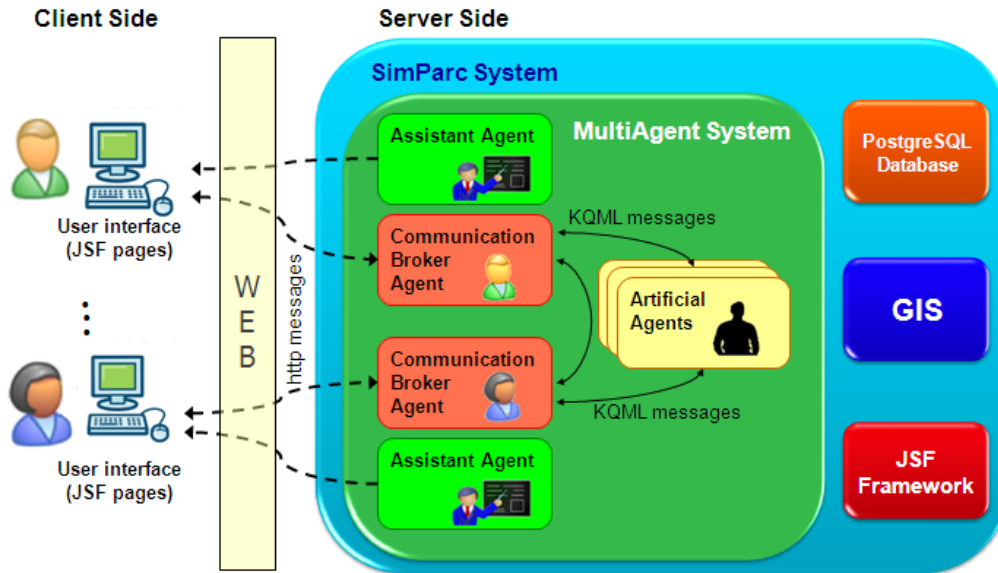 Client Side
Server Side
SimParc System
MultiAgent System
Assistant Agent
PostgreSQL
Database
User interface
(JSF pages)
KQML messages
Communication
Broker
Agent
W
E
B
http messages
Artificial
Agents
GIS
Communication
Broker
Agent
KQML messages
User interface
(JSF pages)
Assistant Agent
JSF
Framework